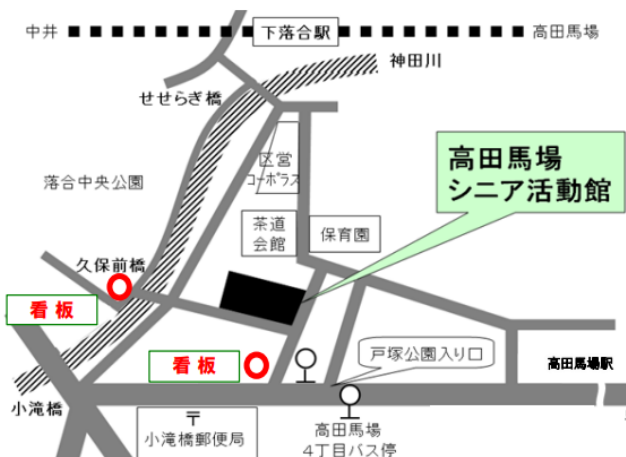 中井
下落合駅
高田馬場
神田川
せせらぎ橋
区営
コーポラス
高田馬場
シニア活動館
落合中央公園
茶道
会館
保育園
久保前橋
看板
看板
戸塚公園入り口
高田馬場駅
小滝橋
〒
小滝橋郵便局
高田馬場
4丁目バス停